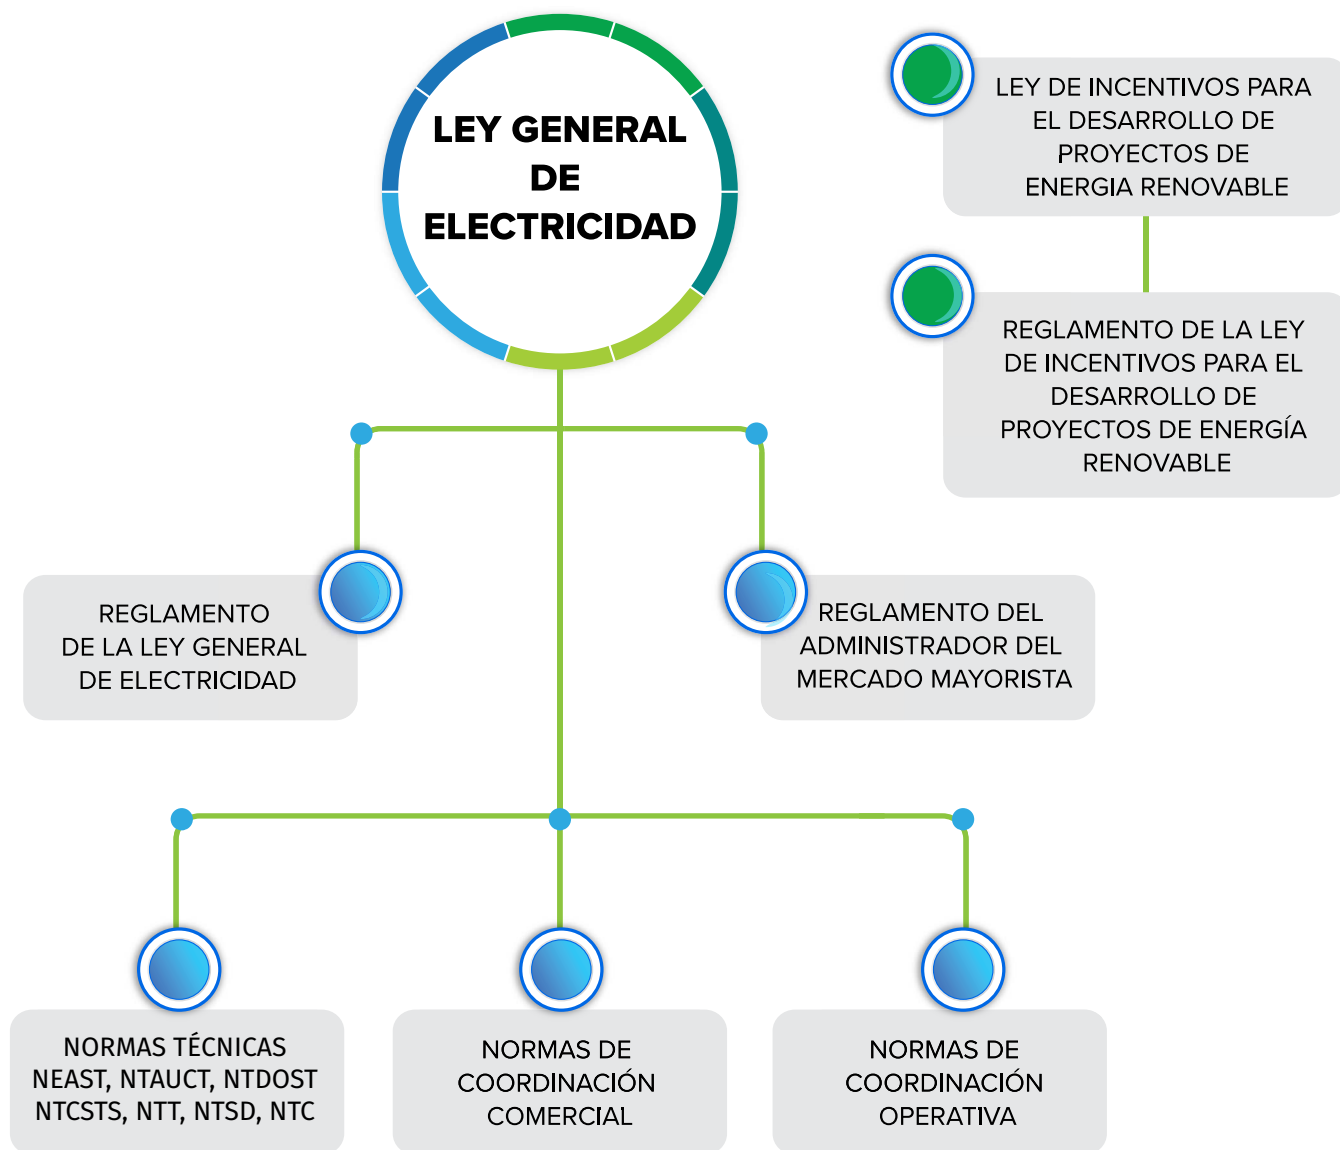 LEY GENERAL
DE
ELECTRICIDAD
LEY DE INCENTIVOS PARA
EL DESARROLLO DE
PROYECTOS DE
ENERGIA RENOVABLE
REGLAMENTO DE LA LEY
DE INCENTIVOS PARA EL
DESARROLLO DE
PROYECTOS DE ENERGÍA
RENOVABLE
REGLAMENTO
DE LA LEY GENERAL
DE ELECTRICIDAD
REGLAMENTO DEL
ADMINISTRADOR DEL
MERCADO MAYORISTA
NORMAS TÉCNICAS
NEAST, NTAUCT, NTDOST
NTCSTS, NTT, NTSD, NTC
NORMAS DE
COORDINACIÓN
COMERCIAL
NORMAS DE
COORDINACIÓN
OPERATIVA